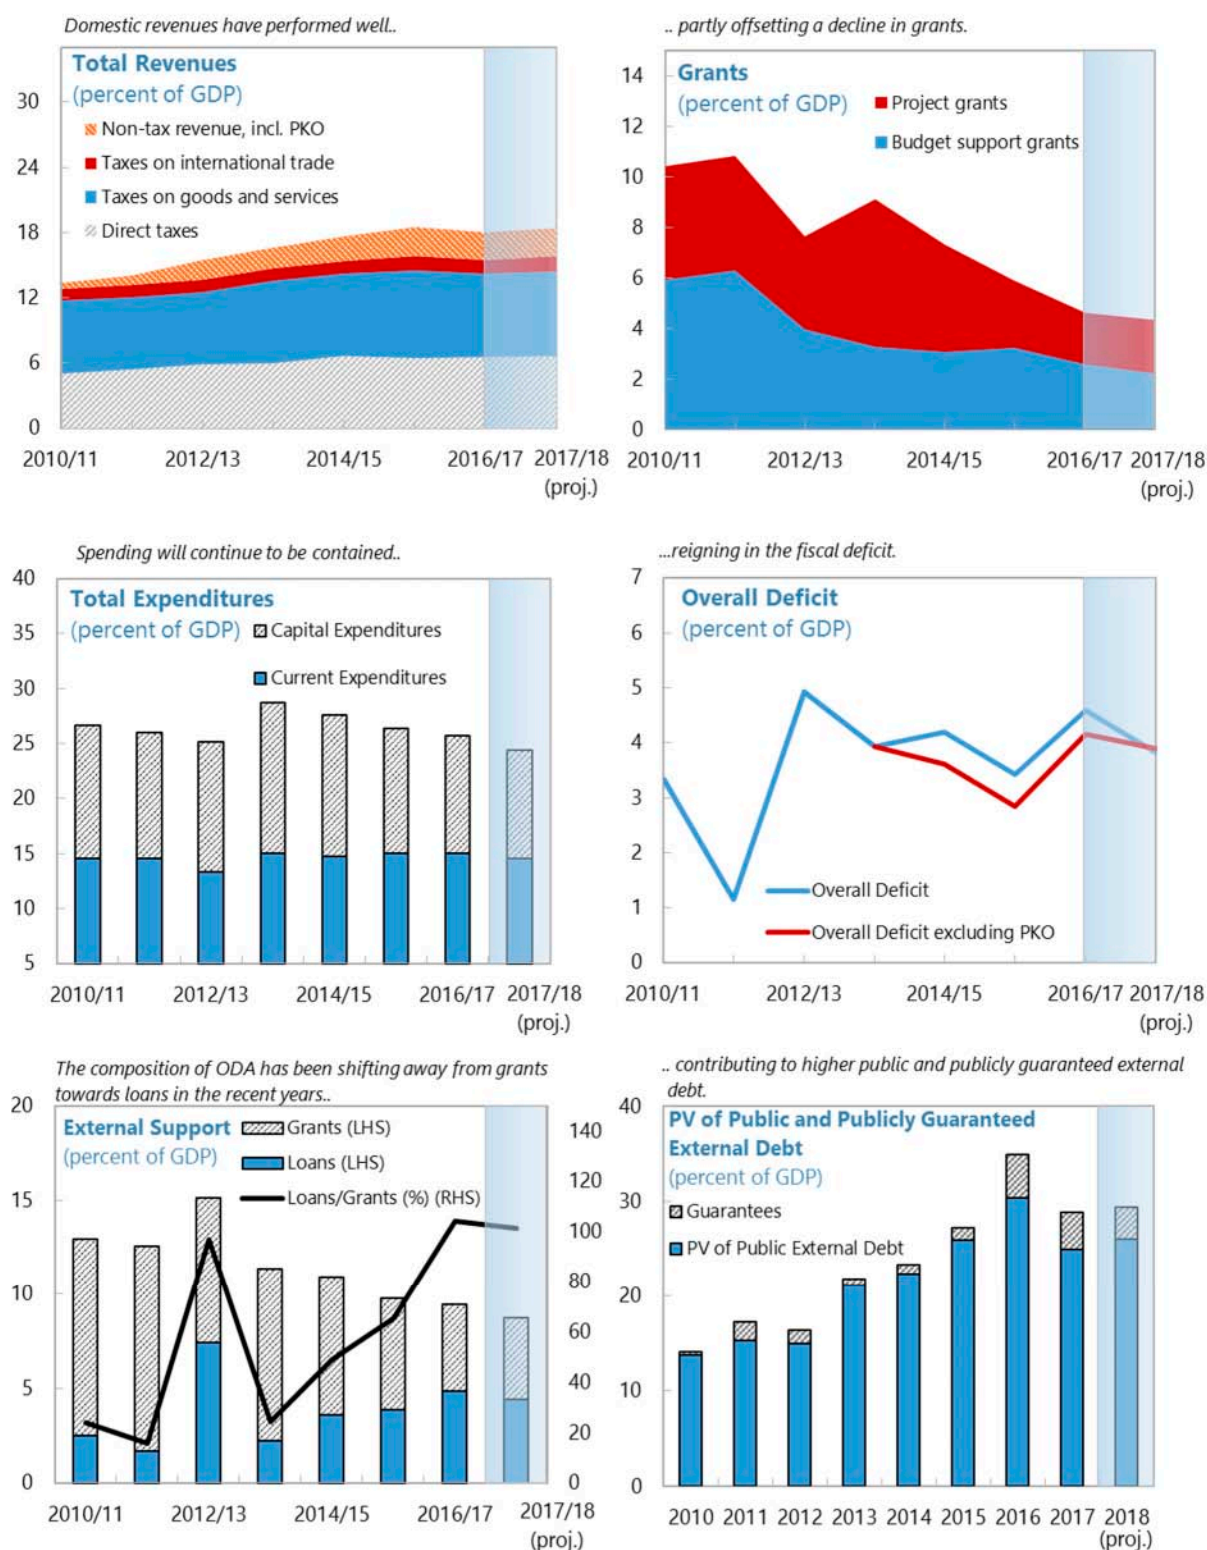 Domestic revenues have performed well..
Total Revenues
(percent of GDP)
Non-tax revenue, incl. PKO
Taxes on international trade
Taxes on goods and services
Direct taxes
30
24
18
12
6
0
2010/11 2012/13 2014/15 2016/17 2017/18
(proj.)
.. partly offsetting a decline in grants.
Grants
(percent of GDP)
Project grants
Budget support grants
14
12
10
8
6
4
2
0
2010/11 2012/13 2014/15 2016/17 2017/18
(proj.)
Spending will continue to be contained..
Total Expenditures
(percent of GDP)
Capital Expenditures
Current Expenditures
40
35
30
25
20
15
10
5
2010/11 2012/13 2014/15 2016/17 2017/18
(proj.)
...reigning in the fiscal deficit.
Overall Deficit
(percent of GDP)
7
6
5
4
3
2
1
0
Overall Deficit
Overall Deficit excluding PKO
2010/11 2012/13 2014/15 2016/17 2017/18
(proj.)
The composition of ODA has been shifting away from grants
towards loans in the recent years..
External Support
(percent of GDP)
Grants (LHS)
Loans (LHS)
Loans/Grants (%) (RHS)
20
15
10
5
0
140
120
100
80
60
40
20
0
2010/11 2012/13 2014/15 2016/17 2017/18
(proj.)
.. contributing to higher public and publicly guaranteed external
debt.
PV of Public and Publicly Guaranteed
External Debt
(percent of GDP)
Guarantees
PV of Public External Debt
40
30
20
10
0
2010 2011 2012 2013 2014 2015 2016 2017 2018
(proj.)